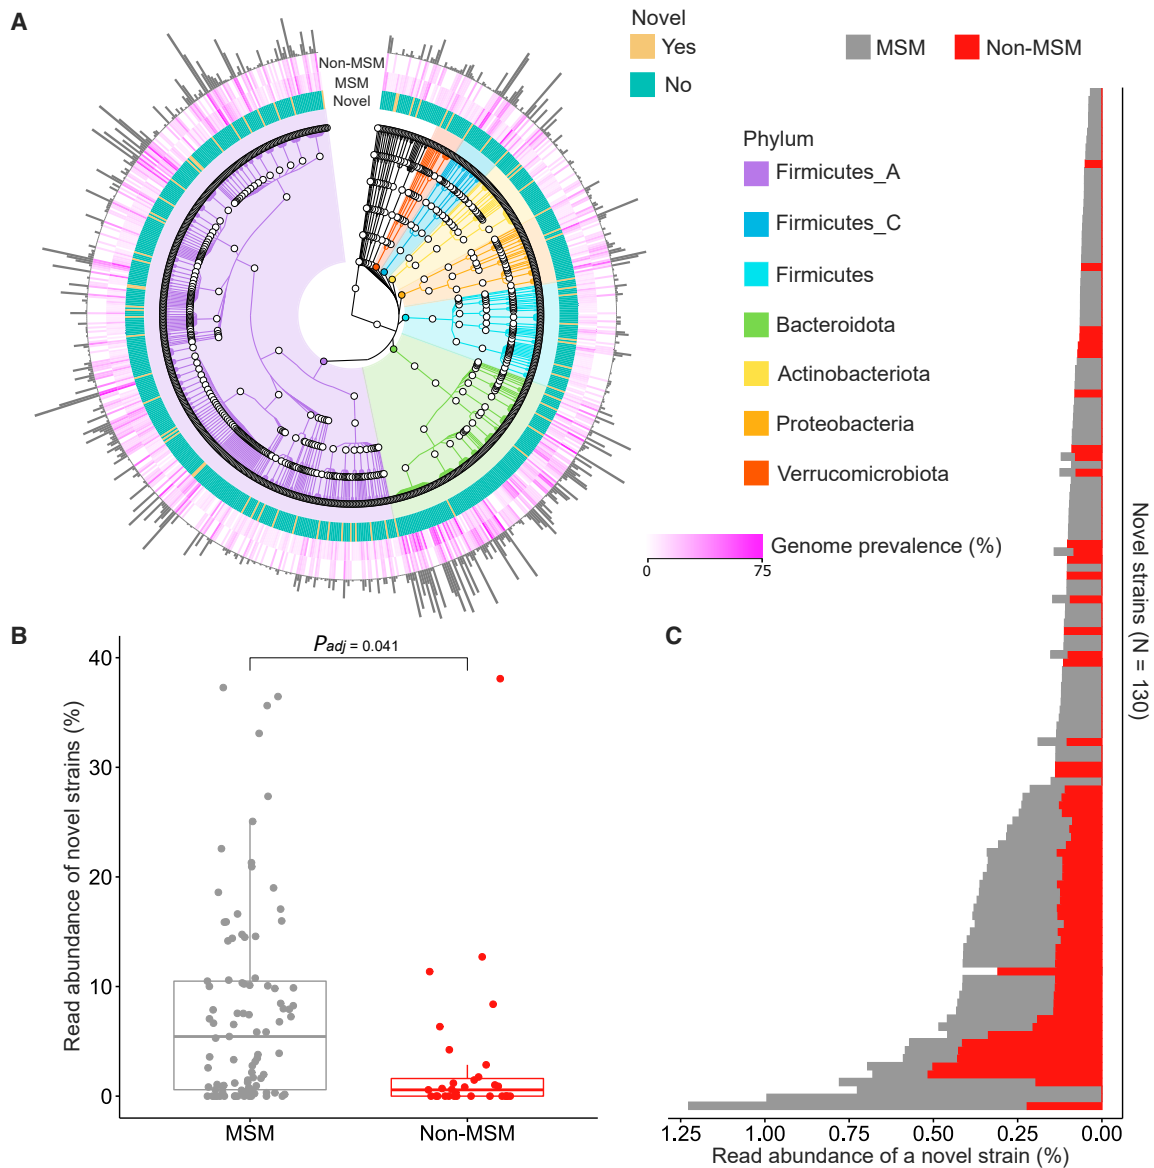 A
Non-MSM
MSM
Novel
Novel
Yes
No
MSM
Non-MSM
Phylum
Firmicutes_A
Firmicutes_C
Firmicutes
Bacteroidota
Actinobacteriota
Proteobacteria
Verrucomicrobiota
Genome prevalence (%)
0
75
B
Padj = 0.041
40
30
20
10
0
Read abundance of novel strains (%)
MSM
Non-MSM
C
Novel strains (N = 130)
1.25
1.00
0.75
0.50
0.25
0.00
Read abundance of a novel strain (%)